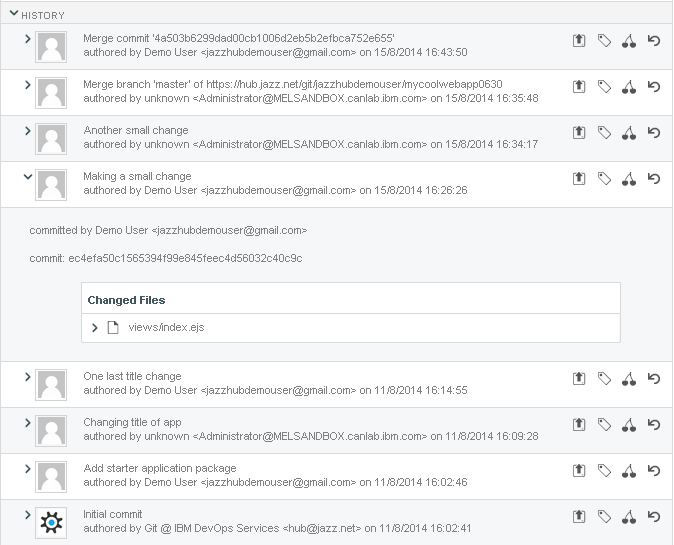 HISTORY
Merge commit '4a503b6299dad00cb1006d2eb5b2efbca752e655'
authored by Demo User <jazzhubdemouser@gmail.com> on 15/8/2014 16:43:50
Merge branch 'master' of https://hub.jazz.net/git/jazzhubdemouser/mycoolwebapp0630
authored by unknown <Administrator@MELSANDBOX.canlab.ibm.com> on 15/8/2014 16:35:48
Another small change
authored by unknown <Administrator@MELSANDBOX.canlab.ibm.com> on 15/8/2014 16:34:17
Making a small change
authored by Demo User <jazzhubdemouser@gmail.com> on 15/8/2014 16:26:26
committed by Demo User <jazzhubdemouser@gmail.com>
commit: ec4efa50c1565394f99e845feec4d56032c40c9c
Changed Files
views/index.ejs
One last title change
authored by Demo User <jazzhubdemouser@gmail.com> on 11/8/2014 16:14:55
Changing title of app
authored by unknown <Administrator@MELSANDBOX.canlab.ibm.com> on 11/8/2014 16:09:28
Add starter application package
authored by Demo User <jazzhubdemouser@gmail.com> on 11/8/2014 16:02:46
Initial commit
authored by Git @ IBM DevOps Services <hub@jazz.net> on 11/8/2014 16:02:41